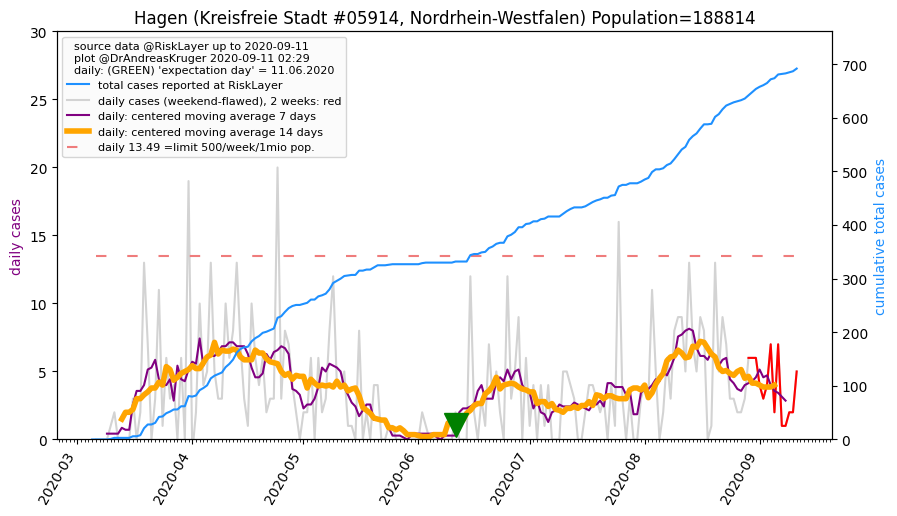 Hagen (Kreisfreie Stadt #05914, Nordrhein-Westfalen) Population=188814
source data @RiskLayer up to 2020-09-11
plot @DrAndreasKruger 2020-09-11 02:29
daily: (GREEN) 'expectation day' = 11.06.2020
total cases reported at RiskLayer
daily cases (weekend-flawed), 2 weeks: red
daily: centered moving average 7 days
daily: centered moving average 14 days
daily 13.49 =limit 500/week/1mio pop.
daily cases
30
25
20
15
10
5
0
cumulative total cases
700
600
500
400
300
200
100
0
2020-03
2020-04
2020-05
2020-06
2020-07
2020-08
2020-09